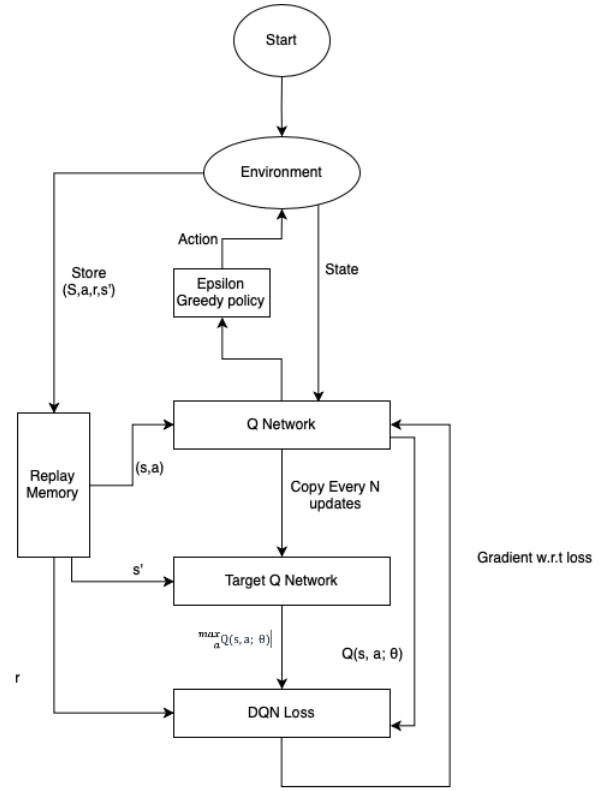 Start
Environment
Action
Store
(S,a,r,s')
State
Epsilon
Greedy policy
Q Network
Replay
Memory
(s,a)
Copy Every N
updates
Gradient w.r.t loss
s'
Target Q Network
max
a Q(s, a; θ)
Q(s, a; θ)
r
DQN Loss